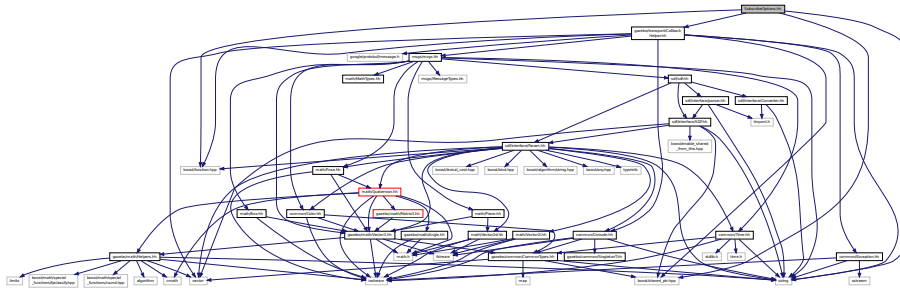 SubscribeOptions.hh
gazebo/transport/Callback
Helper.hh
google/protobuf/message.h
msgs/msgs.hh
math/MathTypes.hh
msgs/MessageTypes.hh
sdf/sdf.hh
sdf/interface/parser.hh
sdf/interface/Converter.hh
sdf/interface/SDF.hh
tinyxml.h
boost/enable_shared
_from_this.hpp
sdf/interface/Param.hh
boost/function.hpp
math/Pose.hh
boost/lexical_cast.hpp
boost/bind.hpp
boost/algorithm/string.hpp
boost/any.hpp
typeinfo
math/Quaternion.hh
math/Box.hh
common/Color.hh
gazebo/math/Matrix3.hh
math/Plane.hh
gazebo/math/Vector3.hh
gazebo/math/Angle.hh
math/Vector2d.hh
math/Vector2i.hh
common/Console.hh
common/Time.hh
gazebo/math/Helpers.hh
math.h
fstream
gazebo/common/CommonTypes.hh
gazebo/common/SingletonT.hh
stdlib.h
time.h
common/Exception.hh
limits
boost/math/special
_functions/fpclassify.hpp
boost/math/special
_functions/round.hpp
algorithm
cmath
vector
iostream
map
boost/shared_ptr.hpp
string
sstream